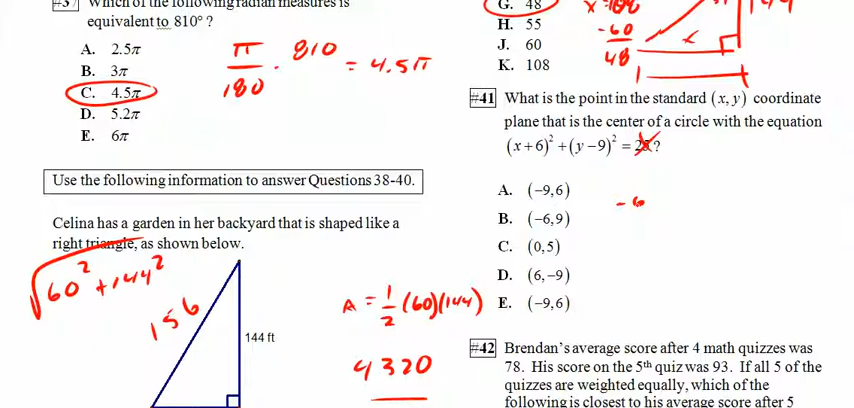 #37 Which of the following radian measures is
equivalent to 810°?
A. 2.5π
B. 3π
C. 4.5π
D. 5.2π
E. 6π
π/180 · 810 = 4.5π
Use the following information to answer Questions 38-40.
Celina has a garden in her backyard that is shaped like a
right triangle, as shown below.
√60² + 144²
156
144 ft
A = 1/2 (60)(144)
4320
G. 48
H. 55
J. 60
K. 108
-60
48
x
#41 What is the point in the standard (x, y) coordinate
plane that is the center of a circle with the equation
(x+6)² + (y−9)² = 25?
A. (−9,6)
B. (−6,9)
C. (0,5)
D. (6,−9)
E. (−9,6)
-6
#42 Brendan's average score after 4 math quizzes was
78. His score on the 5th quiz was 93. If all 5 of the
quizzes are weighted equally, which of the
following is closest to his average score after 5